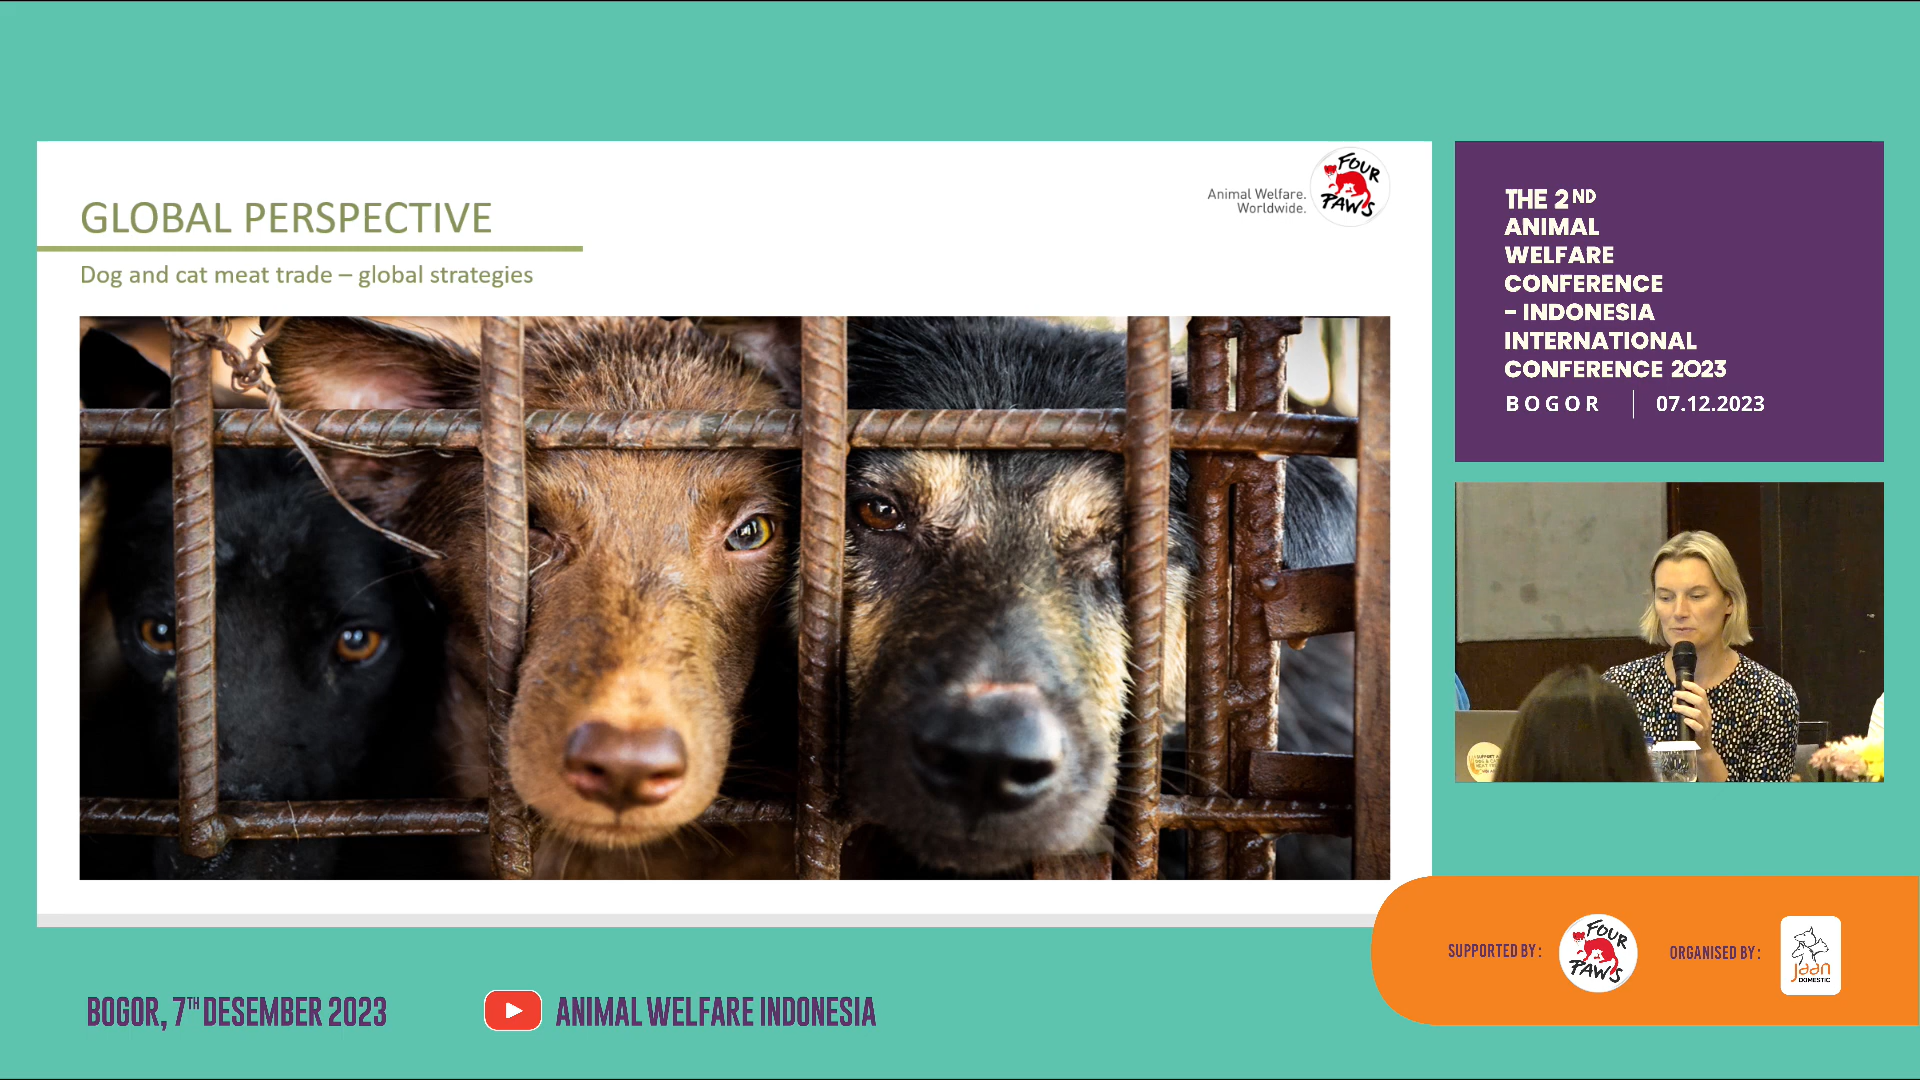 GLOBAL PERSPECTIVE
Dog and cat meat trade – global strategies
Animal Welfare.
Worldwide.
FOUR
PAWS
THE 2ND
ANIMAL
WELFARE
CONFERENCE
- INDONESIA
INTERNATIONAL
CONFERENCE 2023
BOGOR | 07.12.2023
SUPPORTED BY :
FOUR
PAWS
ORGANISED BY :
jaan
DOMESTIC
BOGOR, 7TH DESEMBER 2023
ANIMAL WELFARE INDONESIA